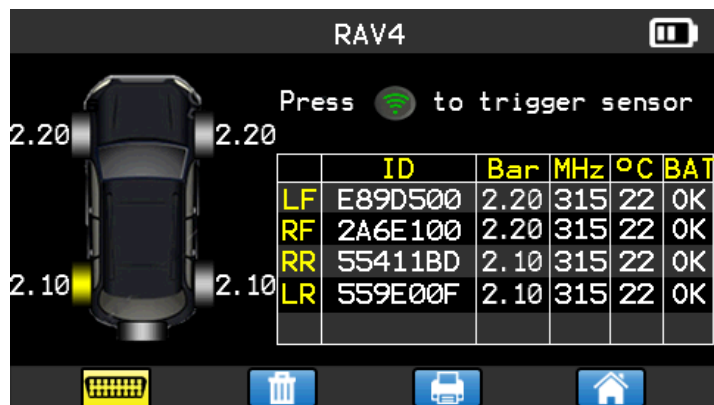 RAV4
Press to trigger sensor
2.20 2.20
ID Bar MHz ºC BAT
LF E89D500 2.20 315 22 OK
RF 2A6E100 2.20 315 22 OK
RR 55411BD 2.10 315 22 OK
2.10 2.10
LR 559E00F 2.10 315 22 OK